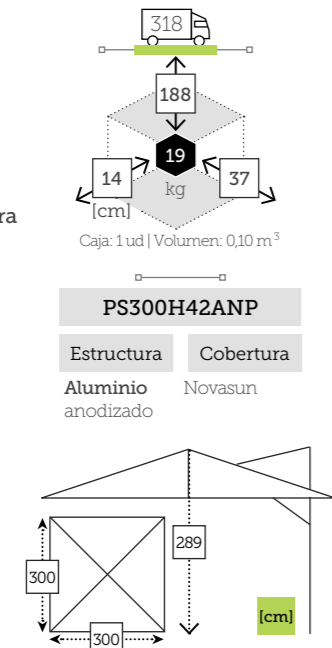 318
188
19
kg
14
37
[cm]
ra
Caja: 1 ud | Volumen: 0,10 m³
PS300H42ANP
Estructura Cobertura
Aluminio Novasun
anodizado
289
300
300
[cm]